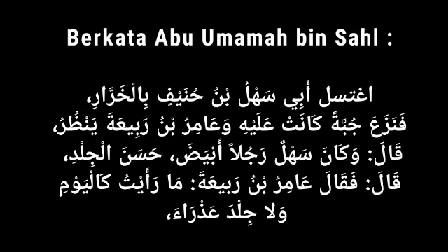 Berkata Abu Umamah bin Sahl :
اغتسل أَبِي سَهْلُ بْنُ حُنَيْفٍ بِالْخَرَّارِ،
فَنَزَعَ جُبَّةً كَانَتْ عَلَيْهِ وَعَامِرُ بْنُ رَبِيعَةَ يَنْظُرُ،
قَالَ: وَكَانَ سَهْلٌ رَجُلاً أَبْيَضَ، حَسَنَ الْجِلْدِ،
قَالَ: فَقَالَ عَامِرُ بْنُ رَبِيعَةَ: مَا رَأَيْتُ كَالْيَوْمِ
وَلا جِلْدَ عَذْرَاءَ،